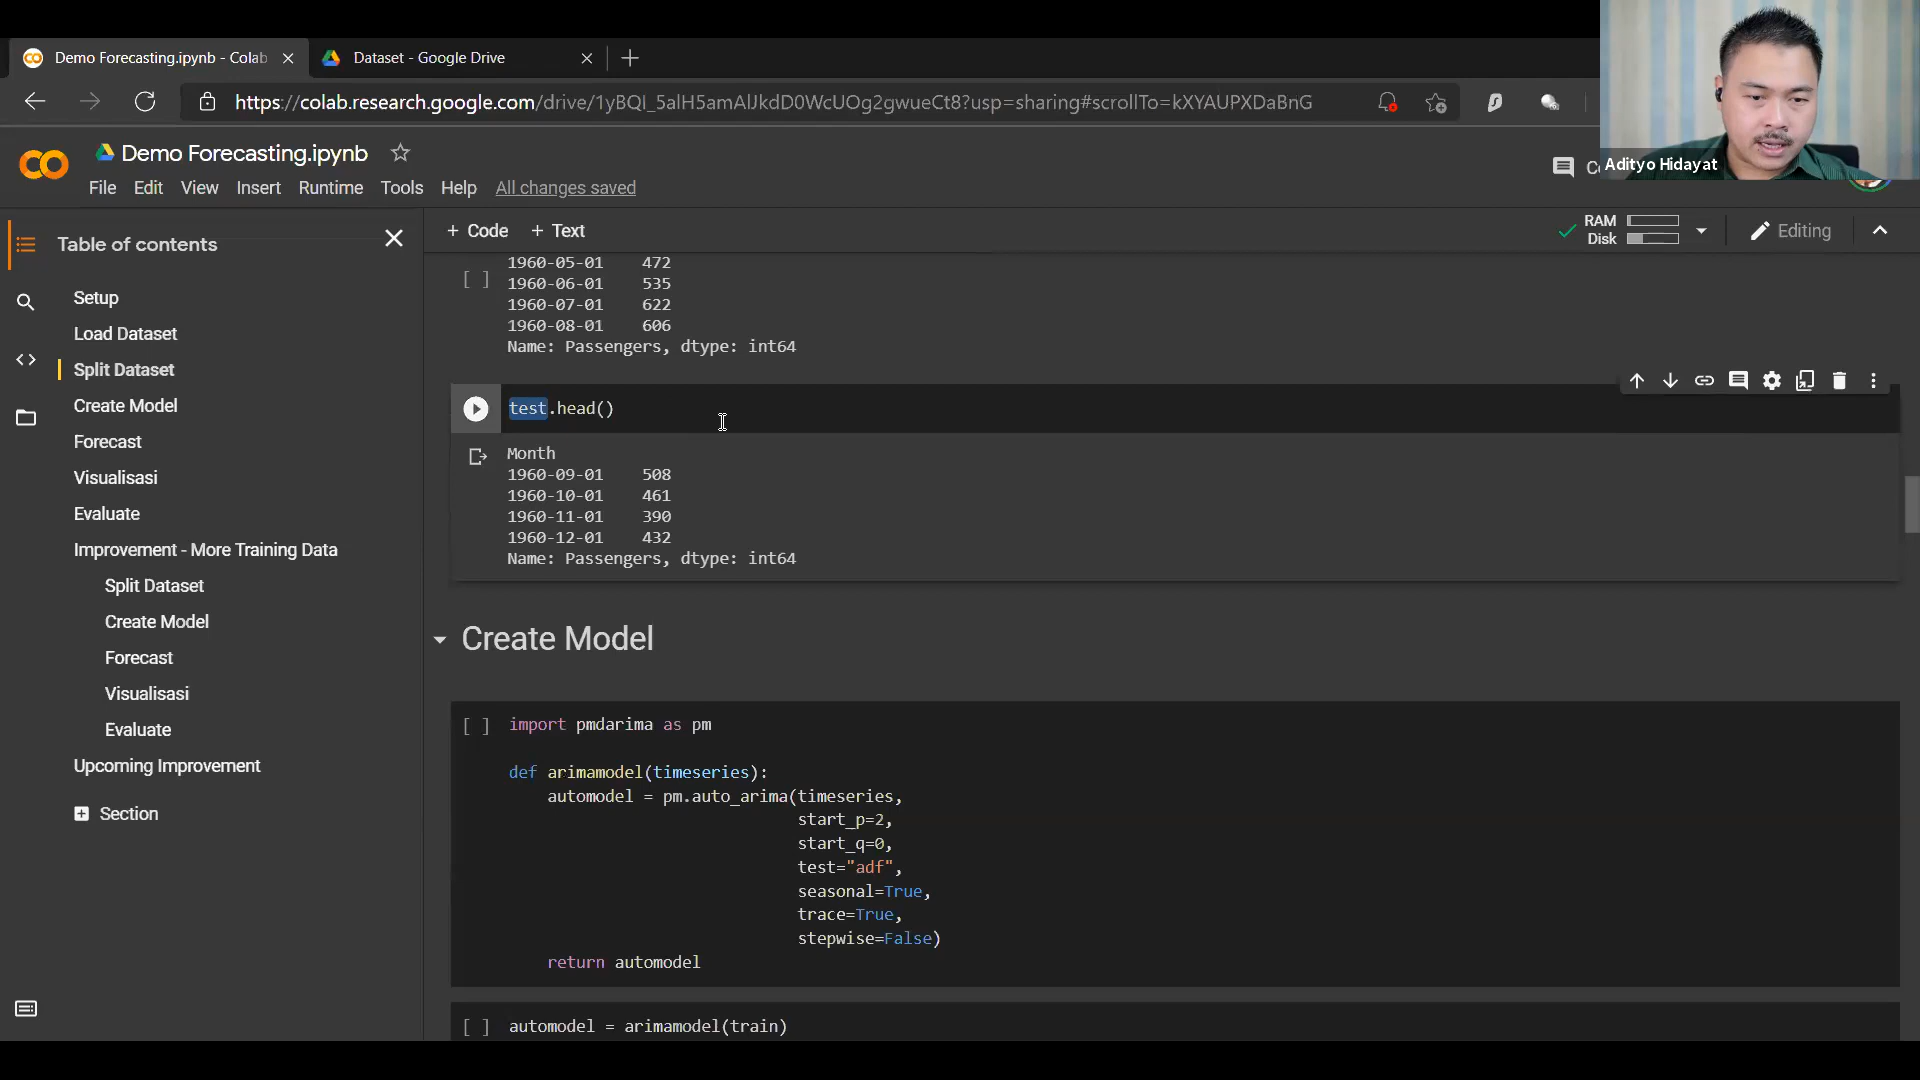 Demo Forecasting.ipynb - Colab
Dataset - Google Drive
https://colab.research.google.com/drive/1yBQI_5alH5amAlJkdD0WcUOg2gwueCt8?usp=sharing#scrollTo=kXYAUPXDaBnG
Adityo Hidayat
CO
Demo Forecasting.ipynb
File Edit View Insert Runtime Tools Help All changes saved
Table of contents
+ Code + Text
RAM
Disk
Editing
Setup
Load Dataset
Split Dataset
Create Model
Forecast
Visualisasi
Evaluate
Improvement - More Training Data
Split Dataset
Create Model
Forecast
Visualisasi
Evaluate
Upcoming Improvement
Section
[ ]
1960-05-01 472
1960-06-01 535
1960-07-01 622
1960-08-01 606
Name: Passengers, dtype: int64
test.head()
Month
1960-09-01 508
1960-10-01 461
1960-11-01 390
1960-12-01 432
Name: Passengers, dtype: int64
Create Model
[ ] import pmdarima as pm
def arimamodel(timeseries):
automodel = pm.auto_arima(timeseries,
start_p=2,
start_q=0,
test="adf",
seasonal=True,
trace=True,
stepwise=False)
return automodel
[ ] automodel = arimamodel(train)